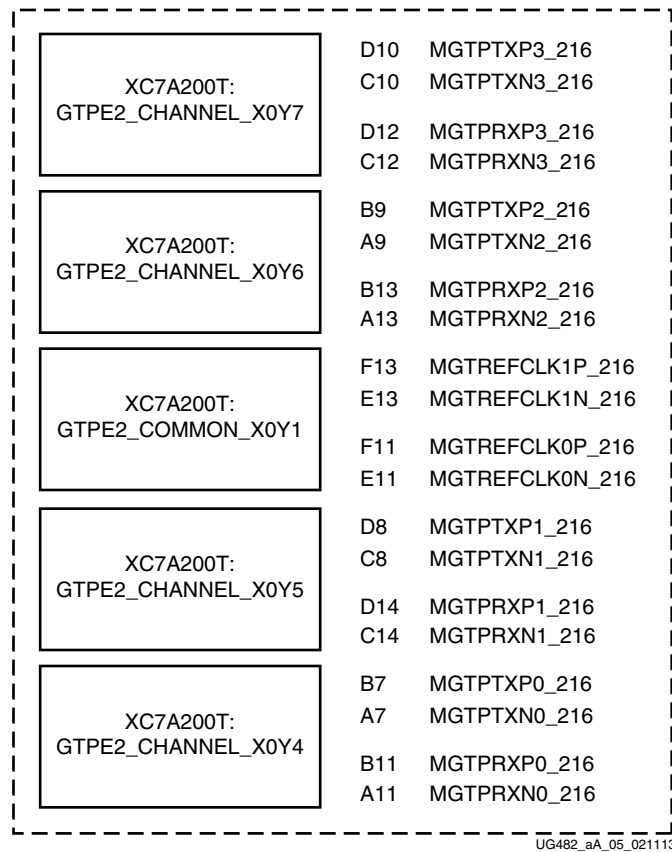 XC7A200T:
GTPE2_CHANNEL_X0Y7
D10 MGTPTXP3_216
C10 MGTPTXN3_216
D12 MGTPRXP3_216
C12 MGTPRXN3_216
XC7A200T:
GTPE2_CHANNEL_X0Y6
B9 MGTPTXP2_216
A9 MGTPTXN2_216
B13 MGTPRXP2_216
A13 MGTPRXN2_216
XC7A200T:
GTPE2_COMMON_X0Y1
F13 MGTREFCLK1P_216
E13 MGTREFCLK1N_216
F11 MGTREFCLK0P_216
E11 MGTREFCLK0N_216
XC7A200T:
GTPE2_CHANNEL_X0Y5
D8 MGTPTXP1_216
C8 MGTPTXN1_216
D14 MGTPRXP1_216
C14 MGTPRXN1_216
XC7A200T:
GTPE2_CHANNEL_X0Y4
B7 MGTPTXP0_216
A7 MGTPTXN0_216
B11 MGTPRXP0_216
A11 MGTPRXN0_216
UG482_aA_05_021113